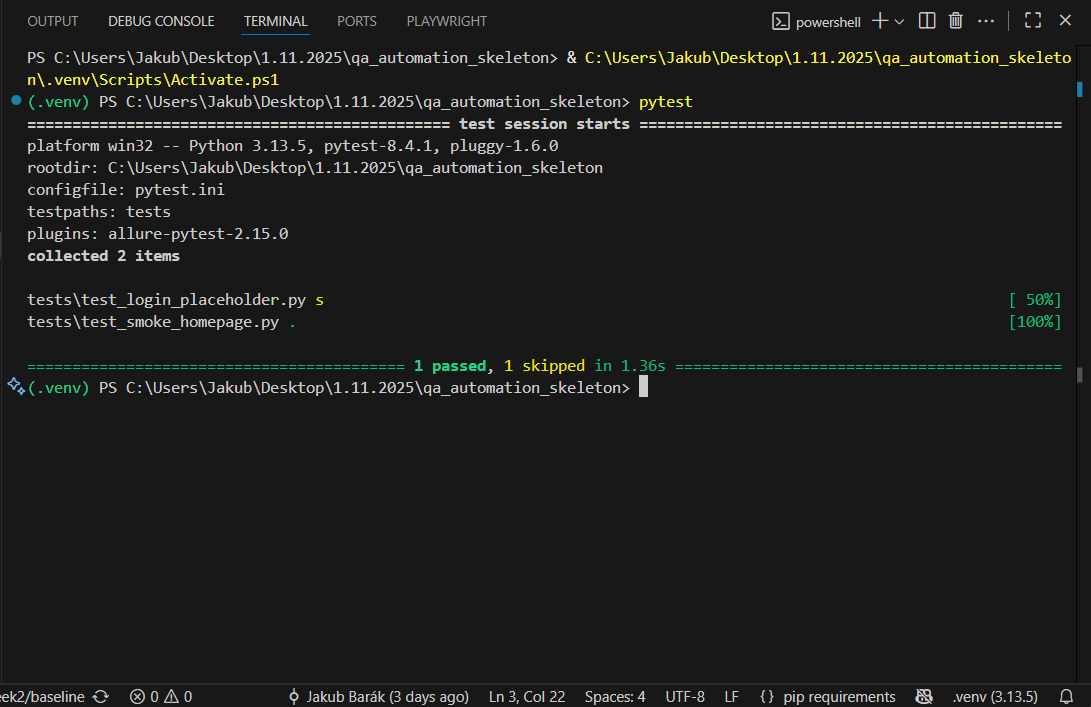 OUTPUT DEBUG CONSOLE TERMINAL PORTS PLAYWRIGHT powershell
PS C:\Users\Jakub\Desktop\1.11.2025\qa_automation_skeleton> & C:\Users\Jakub\Desktop\1.11.2025\qa_automation_skeleto
n\.venv\Scripts\Activate.ps1
(.venv) PS C:\Users\Jakub\Desktop\1.11.2025\qa_automation_skeleton> pytest
=============================================== test session starts ===============================================
platform win32 -- Python 3.13.5, pytest-8.4.1, pluggy-1.6.0
rootdir: C:\Users\Jakub\Desktop\1.11.2025\qa_automation_skeleton
configfile: pytest.ini
testpaths: tests
plugins: allure-pytest-2.15.0
collected 2 items
tests\test_login_placeholder.py s [ 50%]
tests\test_smoke_homepage.py . [100%]
========================================== 1 passed, 1 skipped in 1.36s ===========================================
(.venv) PS C:\Users\Jakub\Desktop\1.11.2025\qa_automation_skeleton>
eek2/baseline 0 0 Jakub Barák (3 days ago) Ln 3, Col 22 Spaces: 4 UTF-8 LF {} pip requirements .venv (3.13.5)